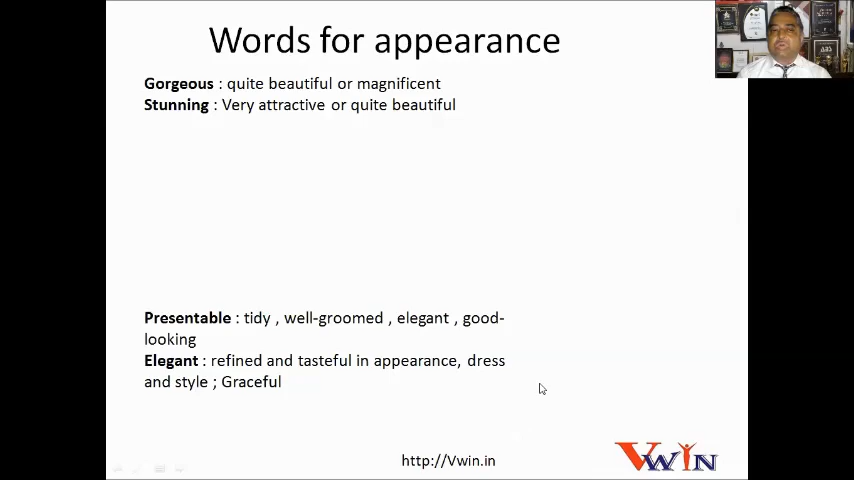 Words for appearance
Gorgeous : quite beautiful or magnificent
Stunning : Very attractive or quite beautiful
Presentable : tidy , well-groomed , elegant , good-
looking
Elegant : refined and tasteful in appearance, dress
and style ; Graceful
http://Vwin.in
VWIN